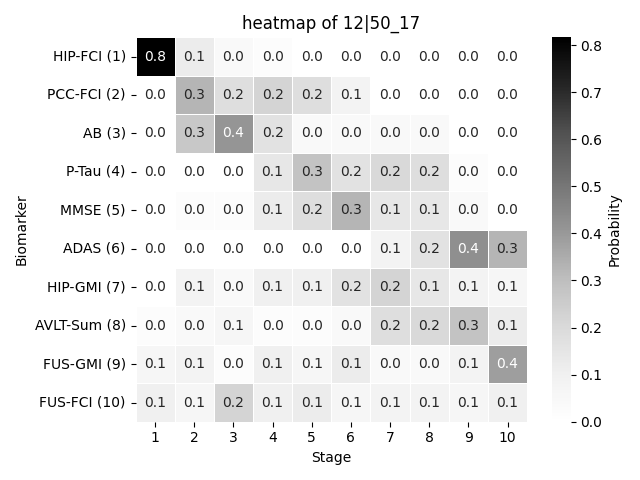 heatmap of 12|50_17
HIP-FCI (1) 0.8 0.1 0.0 0.0 0.0 0.0 0.0 0.0 0.0 0.0
PCC-FCI (2) 0.0 0.3 0.2 0.2 0.2 0.1 0.0 0.0 0.0 0.0
AB (3) 0.0 0.3 0.4 0.2 0.0 0.0 0.0 0.0 0.0 0.0
P-Tau (4) 0.0 0.0 0.0 0.1 0.3 0.2 0.2 0.2 0.0 0.0
MMSE (5) 0.0 0.0 0.0 0.1 0.2 0.3 0.1 0.1 0.0 0.0
ADAS (6) 0.0 0.0 0.0 0.0 0.0 0.0 0.1 0.2 0.4 0.3
HIP-GMI (7) 0.0 0.1 0.0 0.1 0.1 0.2 0.2 0.1 0.1 0.1
AVLT-Sum (8) 0.0 0.0 0.1 0.0 0.0 0.0 0.2 0.2 0.3 0.1
FUS-GMI (9) 0.1 0.1 0.0 0.1 0.1 0.1 0.0 0.0 0.1 0.4
FUS-FCI (10) 0.1 0.1 0.2 0.1 0.1 0.1 0.1 0.1 0.1 0.1
1 2 3 4 5 6 7 8 9 10
Stage
Biomarker
0.8
0.7
0.6
0.5
0.4
0.3
0.2
0.1
0.0
Probability